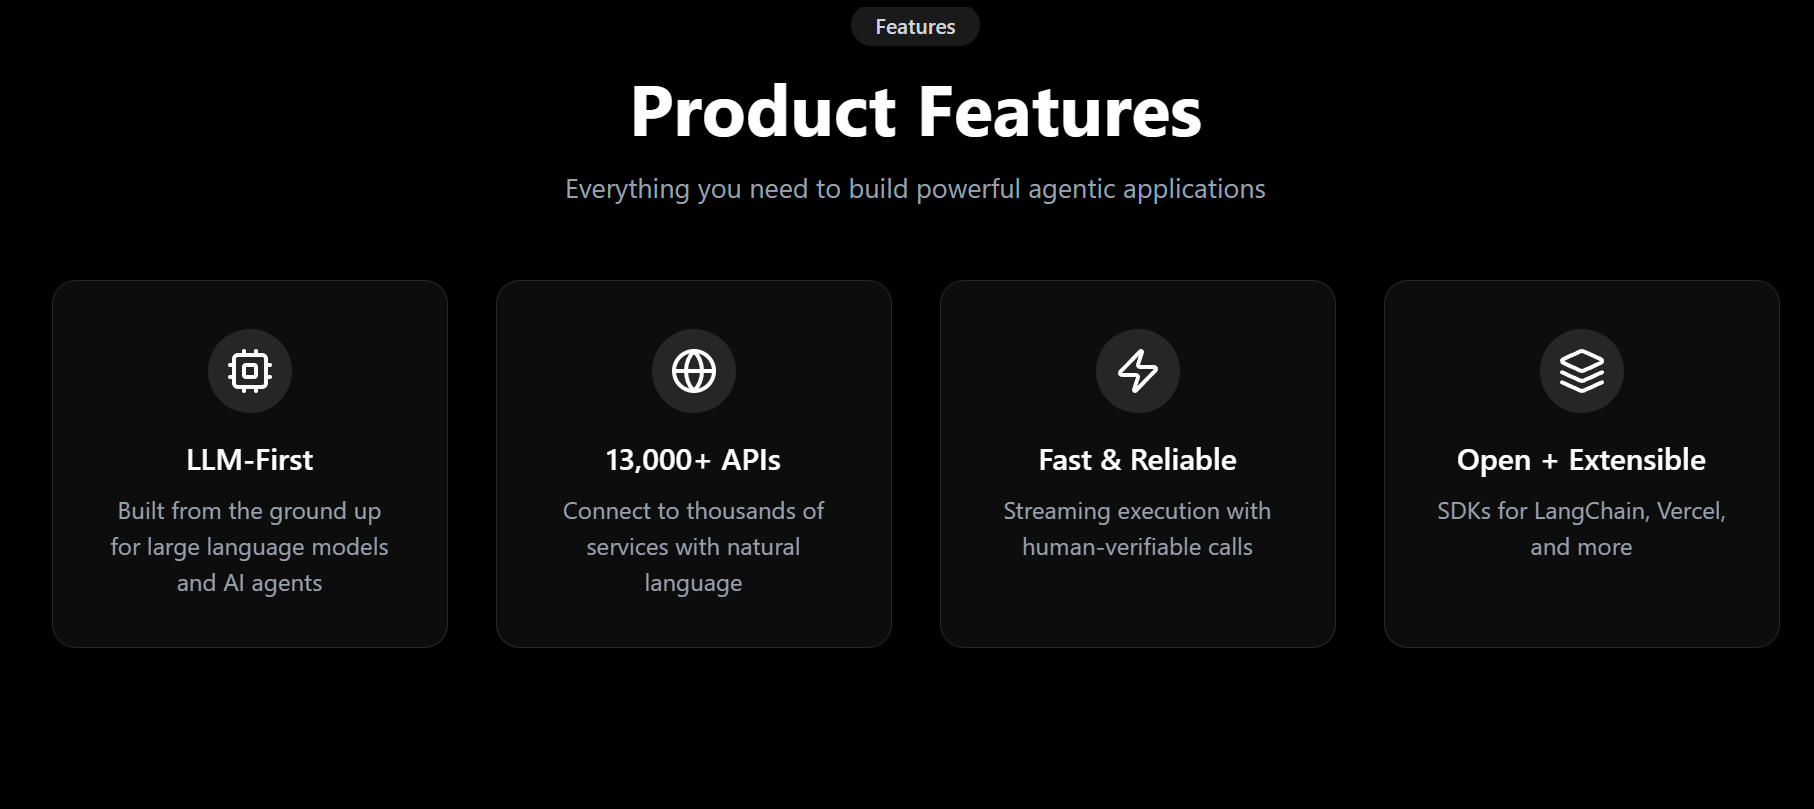 Features
Product Features
Everything you need to build powerful agentic applications
LLM-First
Built from the ground up
for large language models
and AI agents
13,000+ APIs
Connect to thousands of
services with natural
language
Fast & Reliable
Streaming execution with
human-verifiable calls
Open + Extensible
SDKs for LangChain, Vercel,
and more